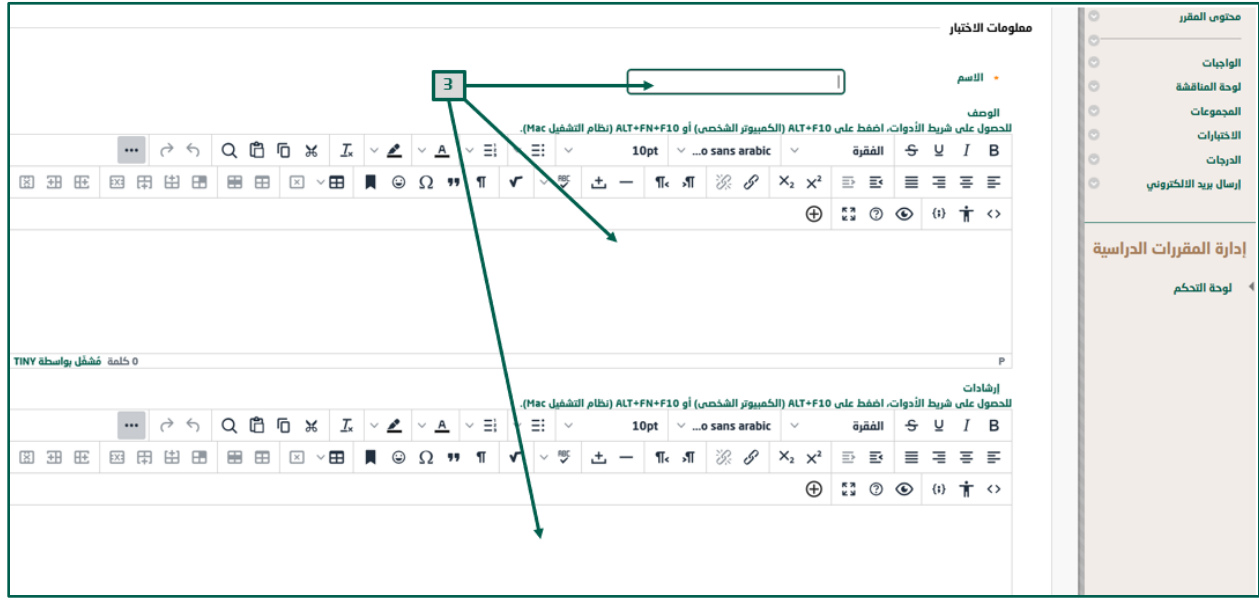 محتوى المقرر
الواجبات
لوحة المناقشة
المجموعات
الاختبارات
الدرجات
إرسال بريد الالكتروني
إدارة المقررات الدراسية
لوحة التحكم
معلومات الاختبار
الاسم
3
الوصف
للحصول على شريط الأدوات، اضغط على ALT+F10 (الكمبيوتر الشخصي) أو ALT+FN+F10 (نظام التشغيل Mac).
B I U S الفقرة o sans arabic... 10pt
P 0 كلمة مُشغَّل بواسطة TINY
إرشادات
للحصول على شريط الأدوات، اضغط على ALT+F10 (الكمبيوتر الشخصي) أو ALT+FN+F10 (نظام التشغيل Mac).
B I U S الفقرة o sans arabic... 10pt